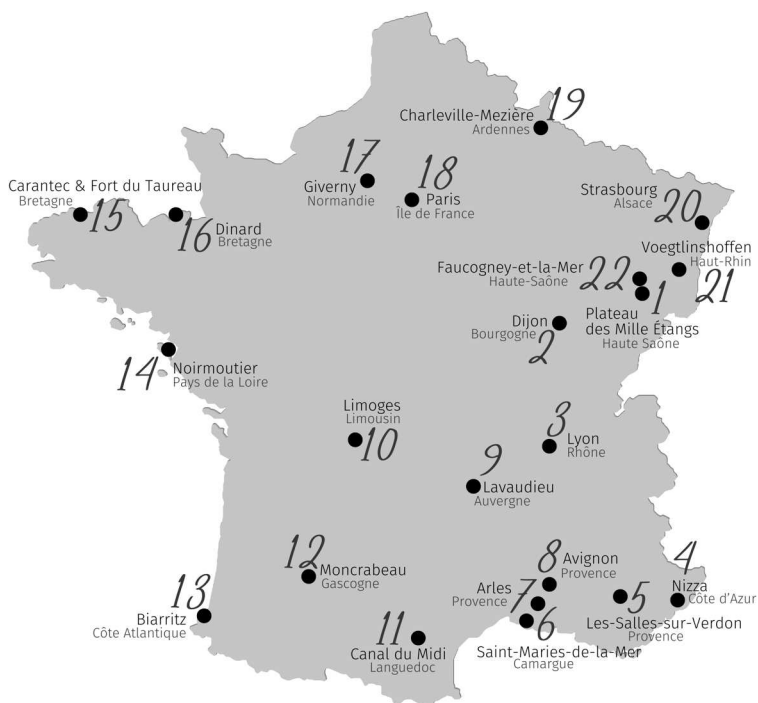 19
Charleville-Mezière
Ardennes
17
Giverny
Normandie
18
Paris
Île de France
Carantec & Fort du Taureau
Bretagne
15
16
Dinard
Bretagne
Strasbourg
Alsace
20
Voegtlinshoffen
Haut-Rhin
21
Faucogney-et-la-Mer
Haute-Saône
22
1
Plateau
des Mille Étangs
Haute Saône
Dijon
Bourgogne
2
14
Noirmoutier
Pays de la Loire
Limoges
Limousin
10
3
Lyon
Rhône
9
Lavaudieu
Auvergne
12
Moncrabeau
Gascogne
13
Biarritz
Côte Atlantique
11
Canal du Midi
Languedoc
8
Avignon
Provence
Arles
Provence
7
6
Saint-Maries-de-la-Mer
Camargue
5
Les-Salles-sur-Verdon
Provence
4
Nizza
Côte d'Azur